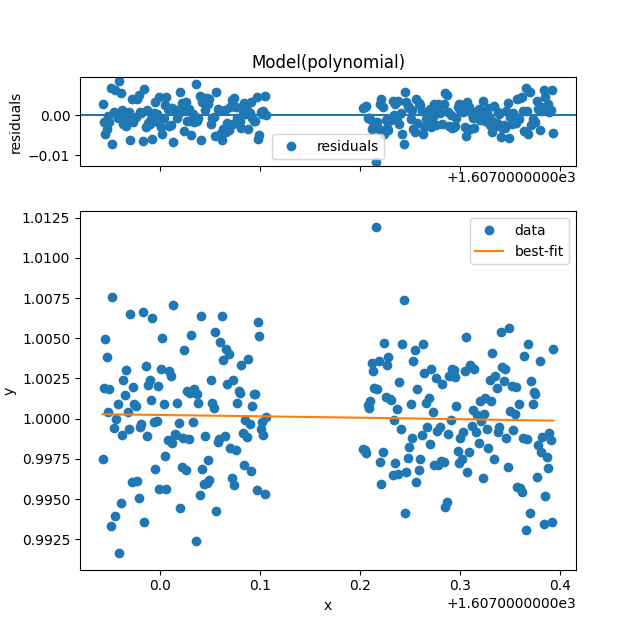 Model(polynomial)
residuals
0.00
−0.01
residuals
+1.6070000000e3
y
1.0125
1.0100
1.0075
1.0050
1.0025
1.0000
0.9975
0.9950
0.9925
data
best-fit
0.0 0.1 0.2 0.3 0.4
x
+1.6070000000e3